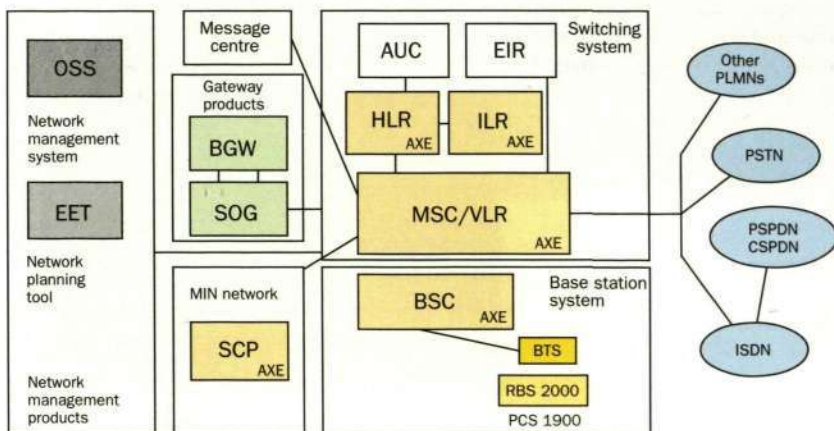 OSS
Network
management
system
EET
Network
planning
tool
Network
management
products
Message
centre
Gateway
products
BGW
SOG
MIN network
SCP
AXE
Switching
system
AUC
EIR
HLR
AXE
ILR
AXE
MSC/VLR
AXE
Base station
system
BSC
AXE
BTS
RBS 2000
PCS 1900
Other
PLMNs
PSTN
PSPDN
CSPDN
ISDN